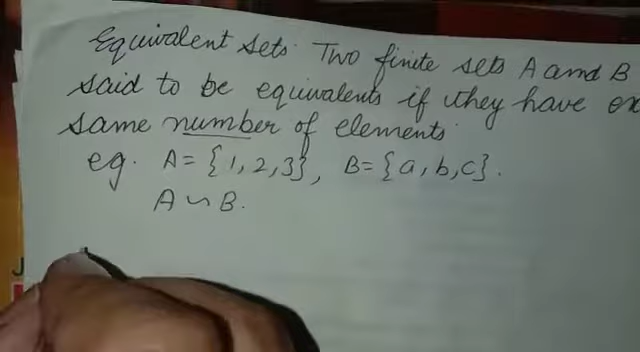 Equivalent sets. Two finite sets A and B
said to be equivalents if they have ex
same number of elements.
eg. A = {1, 2, 3}, B = {a, b, c}.
A ∽ B.
J